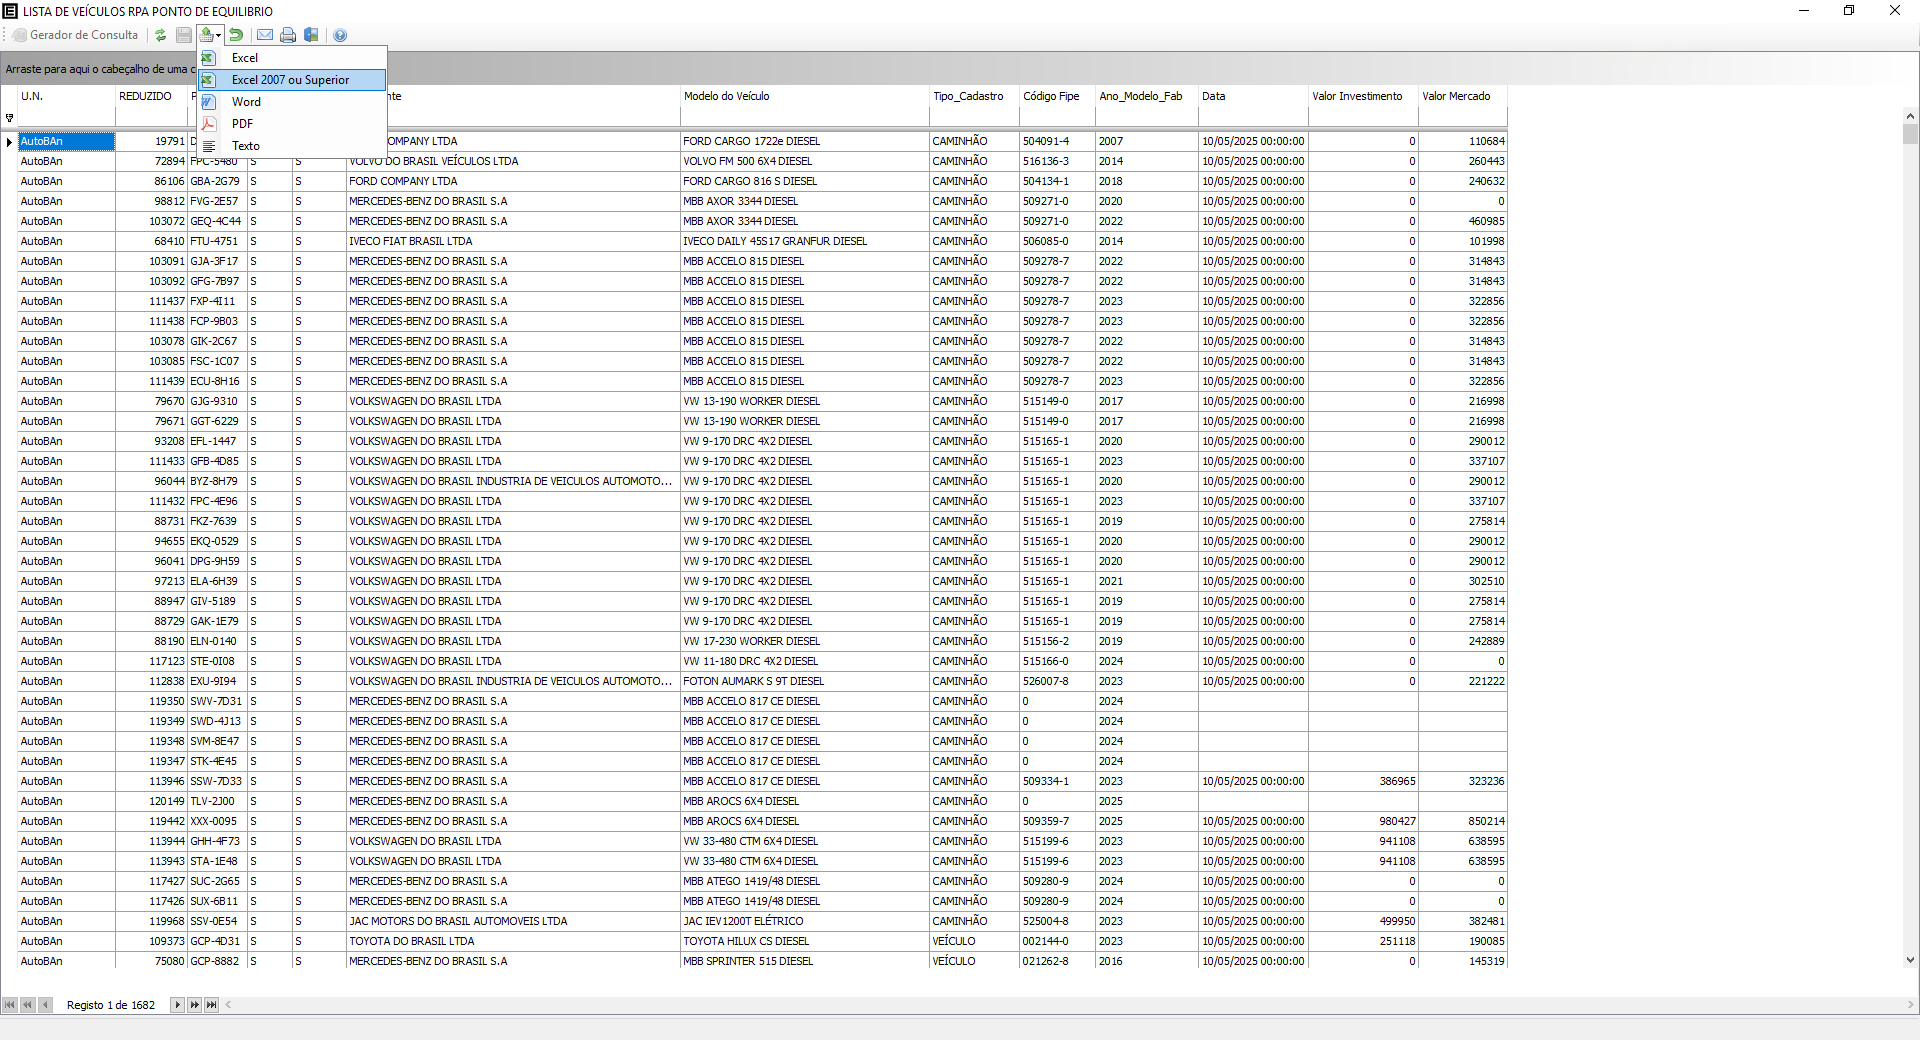 LISTA DE VEÍCULOS RPA PONTO DE EQUILIBRIO
Gerador de Consulta
Excel
Excel 2007 ou Superior
Word
PDF
Texto
Arraste para aqui o cabeçalho de uma c
U.N. REDUZIDO P nte Modelo do Veículo Tipo_Cadastro Código Fipe Ano_Modelo_Fab Data Valor Investimento Valor Mercado
AutoBAn 19791 D COMPANY LTDA FORD CARGO 1722e DIESEL CAMINHÃO 504091-4 2007 10/05/2025 00:00:00 0 110684
AutoBAn 72894 FPC-5480 S S VOLVO DO BRASIL VEÍCULOS LTDA VOLVO FM 500 6X4 DIESEL CAMINHÃO 516136-3 2014 10/05/2025 00:00:00 0 260443
AutoBAn 86106 GBA-2G79 S S FORD COMPANY LTDA FORD CARGO 816 S DIESEL CAMINHÃO 504134-1 2018 10/05/2025 00:00:00 0 240632
AutoBAn 98812 FVG-2E57 S S MERCEDES-BENZ DO BRASIL S.A MBB AXOR 3344 DIESEL CAMINHÃO 509271-0 2020 10/05/2025 00:00:00 0 0
AutoBAn 103072 GEQ-4C44 S S MERCEDES-BENZ DO BRASIL S.A MBB AXOR 3344 DIESEL CAMINHÃO 509271-0 2022 10/05/2025 00:00:00 0 460985
AutoBAn 68410 FTU-4751 S S IVECO FIAT BRASIL LTDA IVECO DAILY 45S17 GRANFUR DIESEL CAMINHÃO 506085-0 2014 10/05/2025 00:00:00 0 101998
AutoBAn 103091 GJA-3F17 S S MERCEDES-BENZ DO BRASIL S.A MBB ACCELO 815 DIESEL CAMINHÃO 509278-7 2022 10/05/2025 00:00:00 0 314843
AutoBAn 103092 GFG-7B97 S S MERCEDES-BENZ DO BRASIL S.A MBB ACCELO 815 DIESEL CAMINHÃO 509278-7 2022 10/05/2025 00:00:00 0 314843
AutoBAn 111437 FXP-4I11 S S MERCEDES-BENZ DO BRASIL S.A MBB ACCELO 815 DIESEL CAMINHÃO 509278-7 2023 10/05/2025 00:00:00 0 322856
AutoBAn 111438 FCP-9B03 S S MERCEDES-BENZ DO BRASIL S.A MBB ACCELO 815 DIESEL CAMINHÃO 509278-7 2023 10/05/2025 00:00:00 0 322856
AutoBAn 103078 GIK-2C67 S S MERCEDES-BENZ DO BRASIL S.A MBB ACCELO 815 DIESEL CAMINHÃO 509278-7 2022 10/05/2025 00:00:00 0 314843
AutoBAn 103085 FSC-1C07 S S MERCEDES-BENZ DO BRASIL S.A MBB ACCELO 815 DIESEL CAMINHÃO 509278-7 2022 10/05/2025 00:00:00 0 314843
AutoBAn 111439 ECU-8H16 S S MERCEDES-BENZ DO BRASIL S.A MBB ACCELO 815 DIESEL CAMINHÃO 509278-7 2023 10/05/2025 00:00:00 0 322856
AutoBAn 79670 GJG-9310 S S VOLKSWAGEN DO BRASIL LTDA VW 13-190 WORKER DIESEL CAMINHÃO 515149-0 2017 10/05/2025 00:00:00 0 216998
AutoBAn 79671 GGT-6229 S S VOLKSWAGEN DO BRASIL LTDA VW 13-190 WORKER DIESEL CAMINHÃO 515149-0 2017 10/05/2025 00:00:00 0 216998
AutoBAn 93208 EFL-1447 S S VOLKSWAGEN DO BRASIL LTDA VW 9-170 DRC 4X2 DIESEL CAMINHÃO 515165-1 2020 10/05/2025 00:00:00 0 290012
AutoBAn 111433 GFB-4D85 S S VOLKSWAGEN DO BRASIL LTDA VW 9-170 DRC 4X2 DIESEL CAMINHÃO 515165-1 2023 10/05/2025 00:00:00 0 337107
AutoBAn 96044 BYZ-8H79 S S VOLKSWAGEN DO BRASIL INDUSTRIA DE VEICULOS AUTOMOTO... VW 9-170 DRC 4X2 DIESEL CAMINHÃO 515165-1 2020 10/05/2025 00:00:00 0 290012
AutoBAn 111432 FPC-4E96 S S VOLKSWAGEN DO BRASIL LTDA VW 9-170 DRC 4X2 DIESEL CAMINHÃO 515165-1 2023 10/05/2025 00:00:00 0 337107
AutoBAn 88731 FKZ-7639 S S VOLKSWAGEN DO BRASIL LTDA VW 9-170 DRC 4X2 DIESEL CAMINHÃO 515165-1 2019 10/05/2025 00:00:00 0 275814
AutoBAn 94655 EKQ-0529 S S VOLKSWAGEN DO BRASIL LTDA VW 9-170 DRC 4X2 DIESEL CAMINHÃO 515165-1 2020 10/05/2025 00:00:00 0 290012
AutoBAn 96041 DPG-9H59 S S VOLKSWAGEN DO BRASIL LTDA VW 9-170 DRC 4X2 DIESEL CAMINHÃO 515165-1 2020 10/05/2025 00:00:00 0 290012
AutoBAn 97213 ELA-6H39 S S VOLKSWAGEN DO BRASIL LTDA VW 9-170 DRC 4X2 DIESEL CAMINHÃO 515165-1 2021 10/05/2025 00:00:00 0 302510
AutoBAn 88947 GIV-5189 S S VOLKSWAGEN DO BRASIL LTDA VW 9-170 DRC 4X2 DIESEL CAMINHÃO 515165-1 2019 10/05/2025 00:00:00 0 275814
AutoBAn 88729 GAK-1E79 S S VOLKSWAGEN DO BRASIL LTDA VW 9-170 DRC 4X2 DIESEL CAMINHÃO 515165-1 2019 10/05/2025 00:00:00 0 275814
AutoBAn 88190 ELN-0140 S S VOLKSWAGEN DO BRASIL LTDA VW 17-230 WORKER DIESEL CAMINHÃO 515156-2 2019 10/05/2025 00:00:00 0 242889
AutoBAn 117123 STE-0I08 S S VOLKSWAGEN DO BRASIL LTDA VW 11-180 DRC 4X2 DIESEL CAMINHÃO 515166-0 2024 10/05/2025 00:00:00 0 0
AutoBAn 112838 EXU-9I94 S S VOLKSWAGEN DO BRASIL INDUSTRIA DE VEICULOS AUTOMOTO... FOTON AUMARK S 9T DIESEL CAMINHÃO 526007-8 2023 10/05/2025 00:00:00 0 221222
AutoBAn 119350 SWV-7D31 S S MERCEDES-BENZ DO BRASIL S.A MBB ACCELO 817 CE DIESEL CAMINHÃO 0 2024
AutoBAn 119349 SWD-4J13 S S MERCEDES-BENZ DO BRASIL S.A MBB ACCELO 817 CE DIESEL CAMINHÃO 0 2024
AutoBAn 119348 SVM-8E47 S S MERCEDES-BENZ DO BRASIL S.A MBB ACCELO 817 CE DIESEL CAMINHÃO 0 2024
AutoBAn 119347 STK-4E45 S S MERCEDES-BENZ DO BRASIL S.A MBB ACCELO 817 CE DIESEL CAMINHÃO 0 2024
AutoBAn 113946 SSW-7D33 S S MERCEDES-BENZ DO BRASIL S.A MBB ACCELO 817 CE DIESEL CAMINHÃO 509334-1 2023 10/05/2025 00:00:00 386965 323236
AutoBAn 120149 TLV-2J00 S S MERCEDES-BENZ DO BRASIL S.A MBB AROCS 6X4 DIESEL CAMINHÃO 0 2025
AutoBAn 119442 XXX-0095 S S MERCEDES-BENZ DO BRASIL S.A MBB AROCS 6X4 DIESEL CAMINHÃO 509359-7 2025 10/05/2025 00:00:00 980427 850214
AutoBAn 113944 GHH-4F73 S S VOLKSWAGEN DO BRASIL LTDA VW 33-480 CTM 6X4 DIESEL CAMINHÃO 515199-6 2023 10/05/2025 00:00:00 941108 638595
AutoBAn 113943 STA-1E48 S S VOLKSWAGEN DO BRASIL LTDA VW 33-480 CTM 6X4 DIESEL CAMINHÃO 515199-6 2023 10/05/2025 00:00:00 941108 638595
AutoBAn 117427 SUC-2G65 S S MERCEDES-BENZ DO BRASIL S.A MBB ATEGO 1419/48 DIESEL CAMINHÃO 509280-9 2024 10/05/2025 00:00:00 0 0
AutoBAn 117426 SUX-6B11 S S MERCEDES-BENZ DO BRASIL S.A MBB ATEGO 1419/48 DIESEL CAMINHÃO 509280-9 2024 10/05/2025 00:00:00 0 0
AutoBAn 119968 SSV-0E54 S S JAC MOTORS DO BRASIL AUTOMOVEIS LTDA JAC IEV1200T ELÉTRICO CAMINHÃO 525004-8 2023 10/05/2025 00:00:00 499950 382481
AutoBAn 109373 GCP-4D31 S S TOYOTA DO BRASIL LTDA TOYOTA HILUX CS DIESEL VEÍCULO 002144-0 2023 10/05/2025 00:00:00 251118 190085
AutoBAn 75080 GCP-8882 S S MERCEDES-BENZ DO BRASIL S.A MBB SPRINTER 515 DIESEL VEÍCULO 021262-8 2016 10/05/2025 00:00:00 0 145319
Registo 1 de 1682